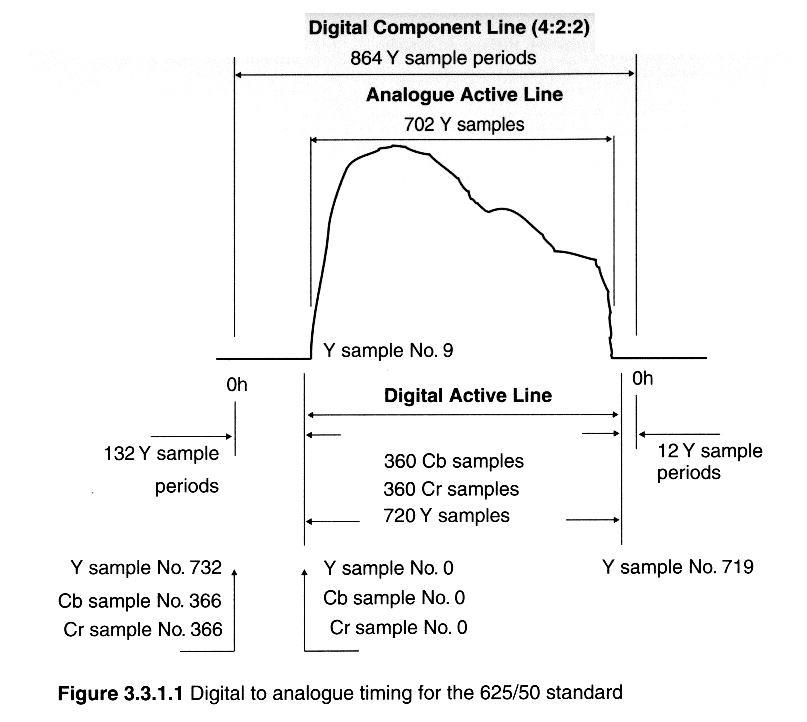 Digital Component Line (4:2:2)
864 Y sample periods
Analogue Active Line
702 Y samples
Y sample No. 9
0h
0h
Digital Active Line
132 Y sample
periods
12 Y sample
periods
360 Cb samples
360 Cr samples
720 Y samples
Y sample No. 732
Cb sample No. 366
Cr sample No. 366
Y sample No. 0
Cb sample No. 0
Cr sample No. 0
Y sample No. 719
Figure 3.3.1.1 Digital to analogue timing for the 625/50 standard